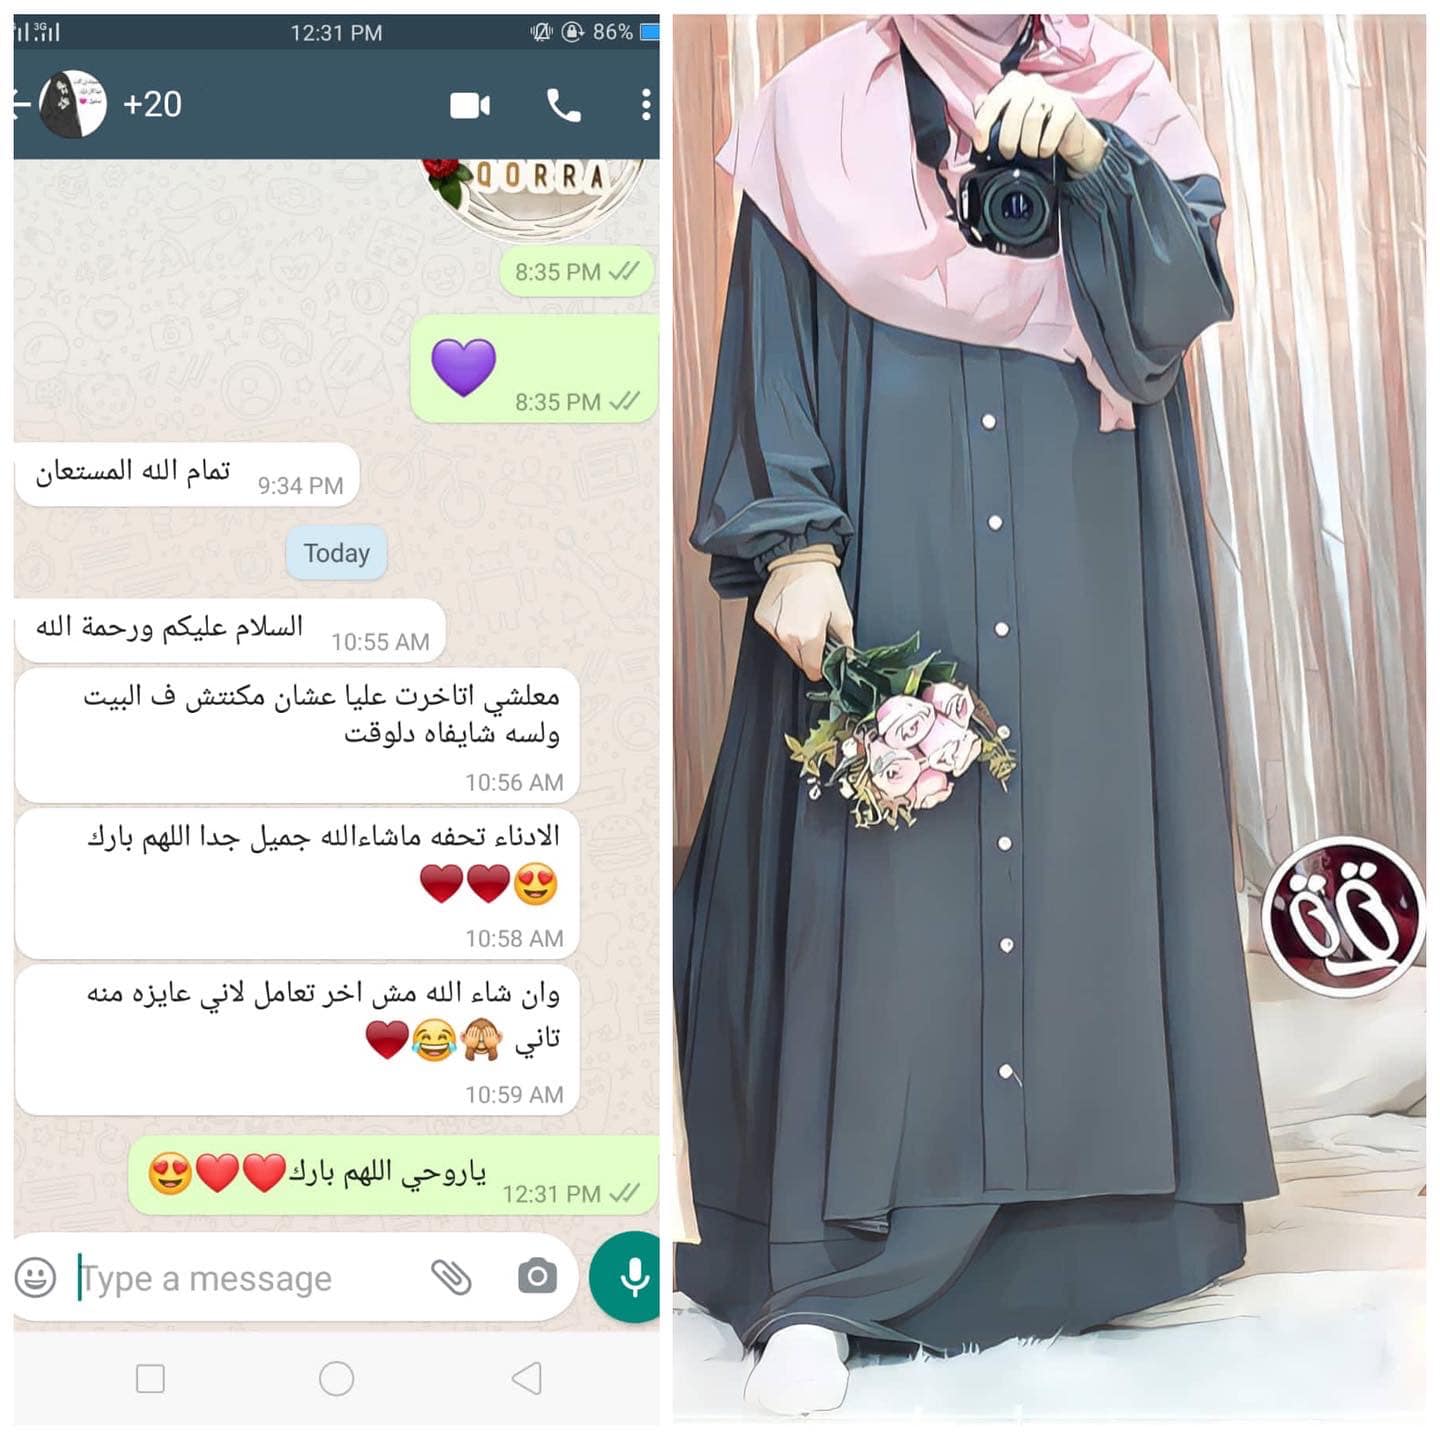 3G
12:31 PM
86%
+20
QORRA
8:35 PM
8:35 PM
تمام الله المستعان
9:34 PM
Today
السلام عليكم ورحمة الله
10:55 AM
معلشي اتاخرت عليا عشان مكنتش ف البيت
ولسه شايفاه دلوقت
10:56 AM
الادناء تحفه ماشاءالله جميل جدا اللهم بارك
😍❤❤
10:58 AM
وان شاء الله مش اخر تعامل لاني عايزه منه
تاني 🙈😂❤
10:59 AM
ياروحي اللهم بارك❤❤😍
12:31 PM
Type a message
قرة